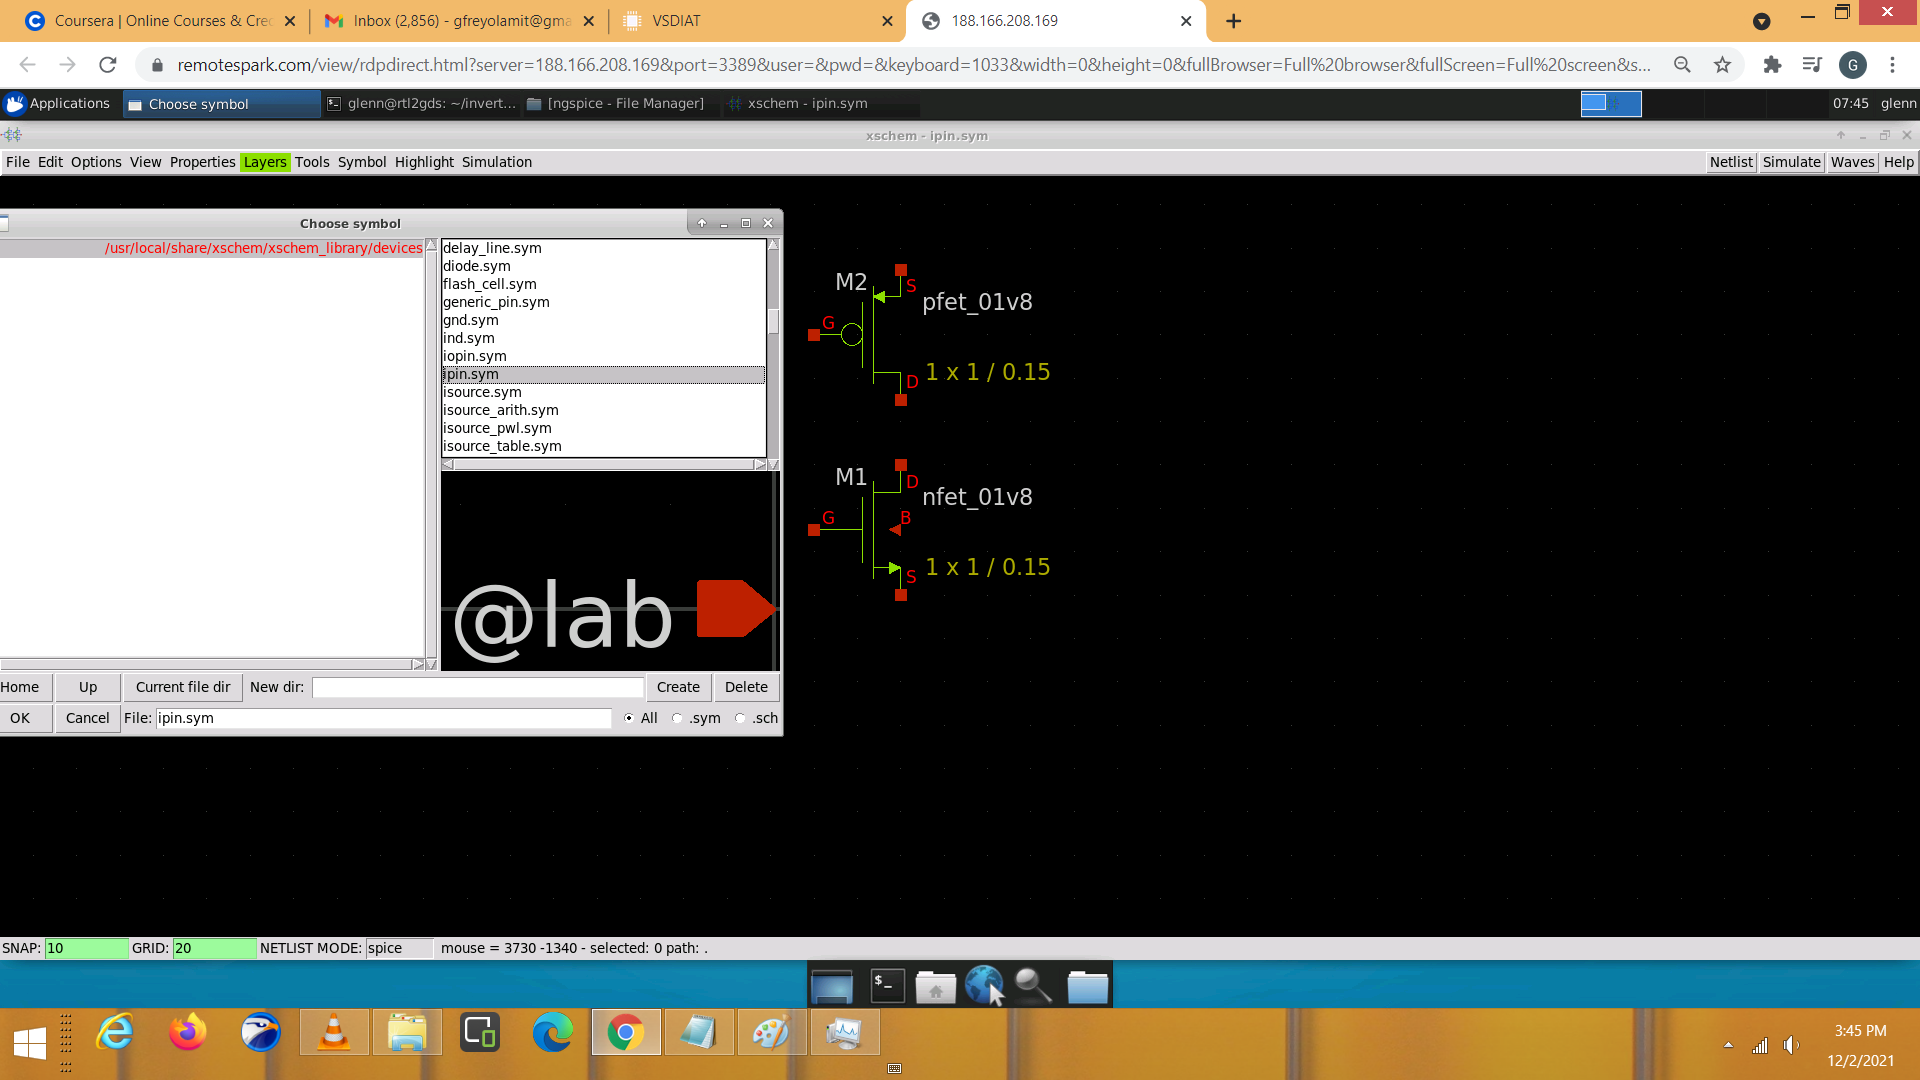 Coursera | Online Courses & Cre
Inbox (2,856) - gfreyolamit@gma
VSDIAT
188.166.208.169
remotespark.com/view/rdpdirect.html?server=188.166.208.169&port=3389&user=&pwd=&keyboard=1033&width=0&height=0&fullBrowser=Full%20browser&fullScreen=Full%20screen&s...
G
Applications
Choose symbol
glenn@rtl2gds: ~/invert...
[ngspice - File Manager]
xschem - ipin.sym
07:45
glenn
xschem - ipin.sym
File Edit Options View Properties Layers Tools Symbol Highlight Simulation
Netlist Simulate Waves Help
Choose symbol
/usr/local/share/xschem/xschem_library/devices
delay_line.sym
diode.sym
flash_cell.sym
generic_pin.sym
gnd.sym
ind.sym
iopin.sym
ipin.sym
isource.sym
isource_arith.sym
isource_pwl.sym
isource_table.sym
@lab
Home
Up
Current file dir
New dir:
Create
Delete
OK
Cancel
File: ipin.sym
All
.sym
.sch
M2
S
pfet_01v8
G
D
1 x 1 / 0.15
M1
D
nfet_01v8
G
B
S
1 x 1 / 0.15
SNAP: 10 GRID: 20 NETLIST MODE: spice mouse = 3730 -1340 - selected: 0 path: .
$_
3:45 PM
12/2/2021